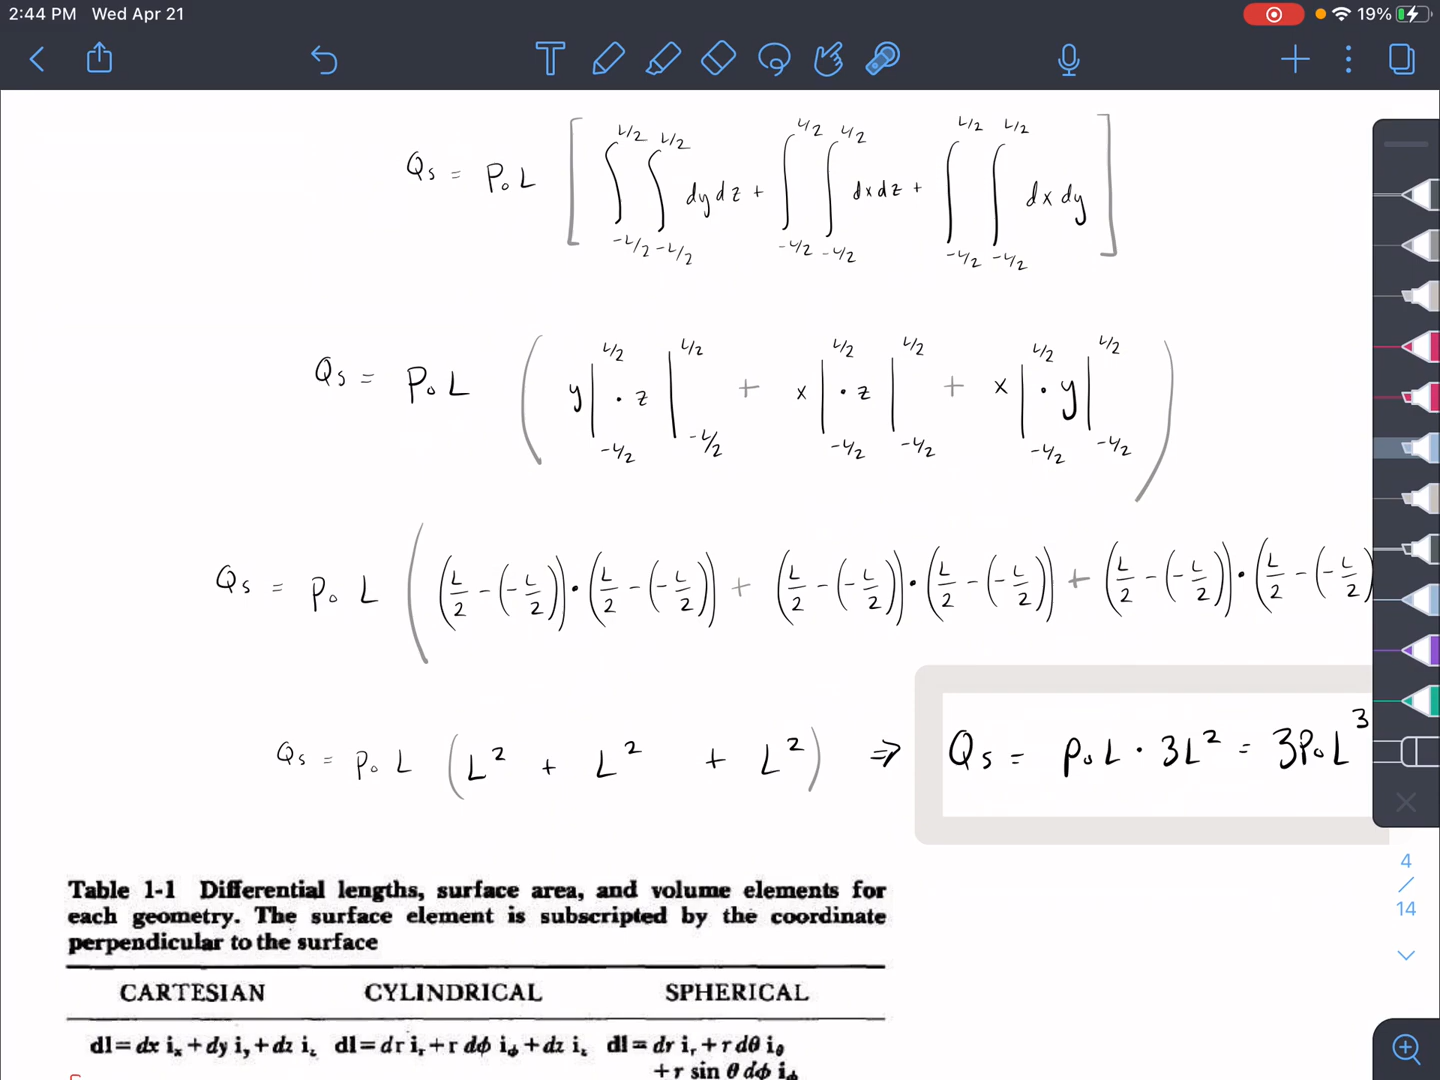 2:44 PM Wed Apr 21 19%
T
Qs = P₀L [ ∫_{-L/2}^{L/2} ∫_{-L/2}^{L/2} dy dz + ∫_{-L/2}^{L/2} ∫_{-L/2}^{L/2} dx dz + ∫_{-L/2}^{L/2} ∫_{-L/2}^{L/2} dx dy ]
Qs = P₀L ( y|_{-L/2}^{L/2} · z|_{-L/2}^{L/2} + x|_{-L/2}^{L/2} · z|_{-L/2}^{L/2} + x|_{-L/2}^{L/2} · y|_{-L/2}^{L/2} )
Qs = P₀L ( (L/2 - (-L/2)) · (L/2 - (-L/2)) + (L/2 - (-L/2)) · (L/2 - (-L/2)) + (L/2 - (-L/2)) · (L/2 - (-L/2)
Qs = P₀L ( L² + L² + L² ) ⇒ Qs = P₀L · 3L² = 3P₀L³
4
/
14
Table 1-1 Differential lengths, surface area, and volume elements for
each geometry. The surface element is subscripted by the coordinate
perpendicular to the surface
CARTESIAN CYLINDRICAL SPHERICAL
dl = dx iₓ + dy iᵧ + dz i_z dl = dr iᵣ + r dϕ i_ϕ + dz i_z dl = dr iᵣ + r dθ i_θ
+ r sin θ dϕ i_ϕ